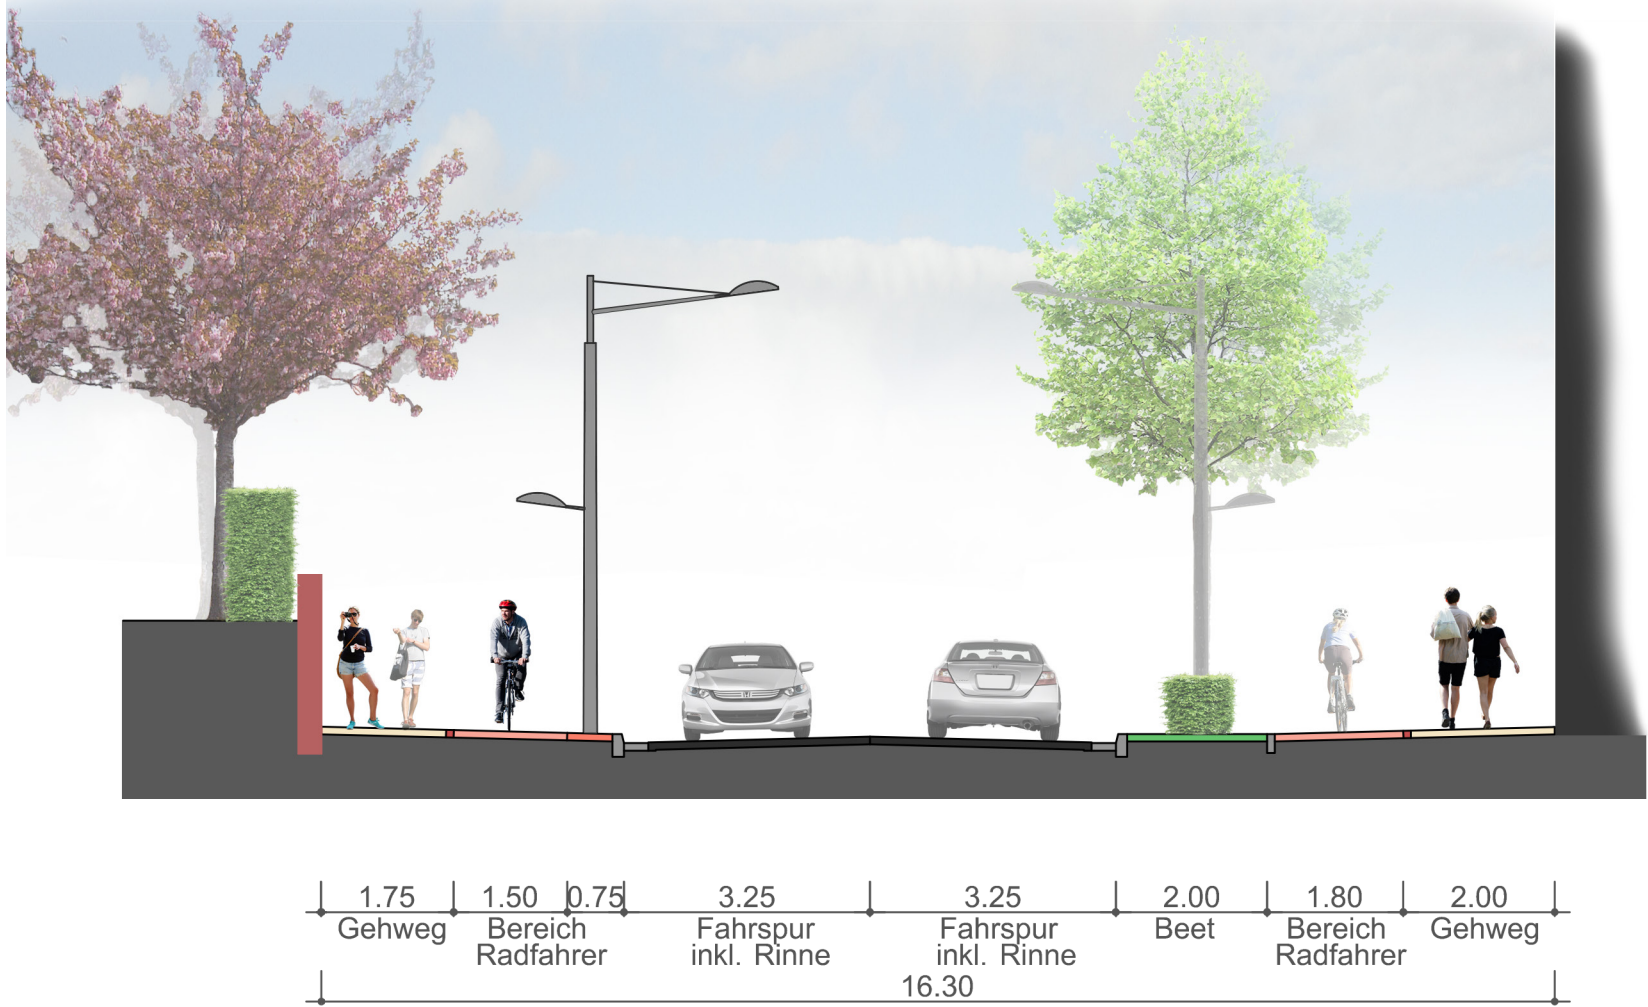 1.75 1.50 0.75 3.25 3.25 2.00 1.80 2.00
Gehweg Bereich Fahrspur Fahrspur Beet Bereich Gehweg
Radfahrer inkl. Rinne inkl. Rinne Radfahrer
16.30